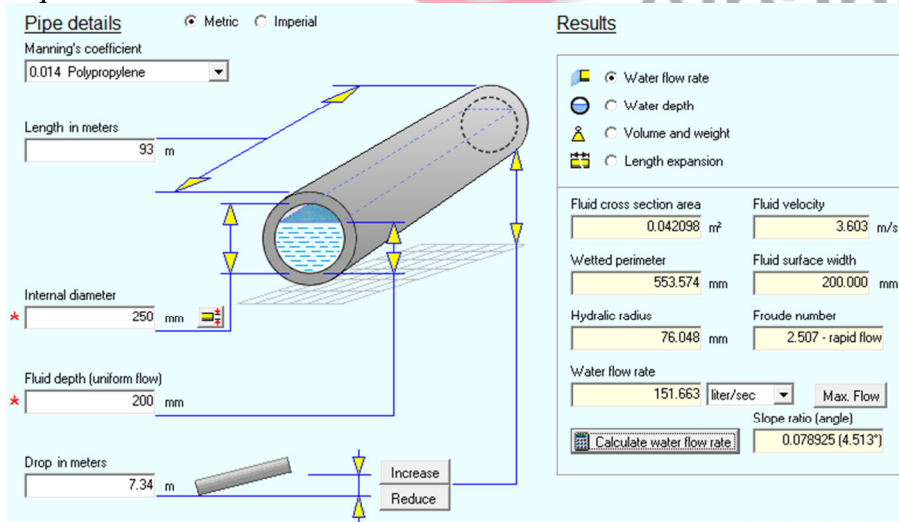 Pipe details
Metric
Imperial
Manning's coefficient
0.014 Polypropylene
Length in meters
93 m
Internal diameter
* 250 mm
Fluid depth (uniform flow)
* 200 mm
Drop in meters
7.34 m
Increase
Reduce
Results
Water flow rate
Water depth
Volume and weight
Length expansion
Fluid cross section area
0.042098 m²
Fluid velocity
3.603 m/s
Wetted perimeter
553.574 mm
Fluid surface width
200.000 mm
Hydralic radius
76.048 mm
Froude number
2.507 - rapid flow
Water flow rate
151.663 liter/sec
Max. Flow
Slope ratio (angle)
Calculate water flow rate
0.078925 (4.513°)